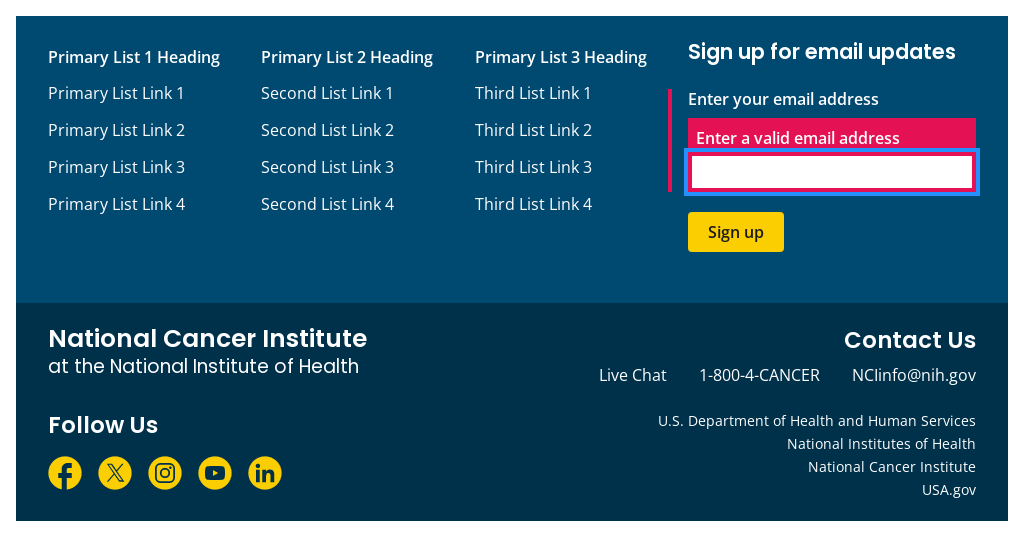 Primary List 1 Heading
Primary List Link 1
Primary List Link 2
Primary List Link 3
Primary List Link 4
Primary List 2 Heading
Second List Link 1
Second List Link 2
Second List Link 3
Second List Link 4
Primary List 3 Heading
Third List Link 1
Third List Link 2
Third List Link 3
Third List Link 4
Sign up for email updates
Enter your email address
Enter a valid email address
Sign up
National Cancer Institute
at the National Institute of Health
Follow Us
Contact Us
Live Chat 1-800-4-CANCER NCIinfo@nih.gov
U.S. Department of Health and Human Services
National Institutes of Health
National Cancer Institute
USA.gov